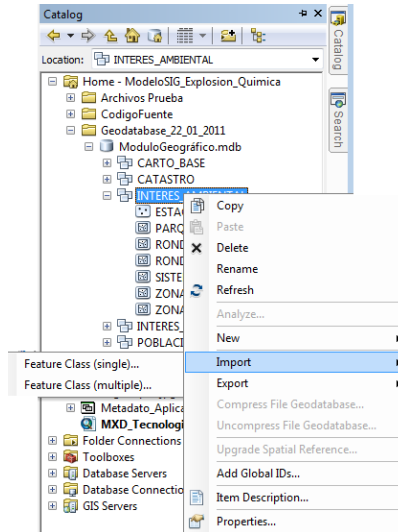 Catalog
Location: INTERES_AMBIENTAL
Home - ModeloSIG_Explosion_Quimica
Archivos Prueba
CodigoFuente
Geodatabase_22_01_2011
ModuloGeográfico.mdb
CARTO_BASE
CATASTRO
INTERES_AMBIENTAL
ESTAC
PARQ
ROND
ROND
SISTE
ZONA
ZONA
INTERES_
POBLACI
Metadato_Aplica
MXD_Tecnologi
Folder Connections
Toolboxes
Database Servers
Database Connectio
GIS Servers
Copy
Paste
Delete
Rename
Refresh
Analyze...
New
Import
Export
Compress File Geodatabase...
Uncompress File Geodatabase...
Upgrade Spatial Reference...
Add Global IDs...
Item Description...
Properties...
Feature Class (single)...
Feature Class (multiple)...
Catalog
Search